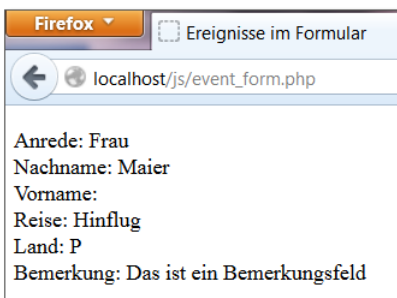 Firefox
Ereignisse im Formular
localhost/js/event_form.php
Anrede: Frau
Nachname: Maier
Vorname:
Reise: Hinflug
Land: P
Bemerkung: Das ist ein Bemerkungsfeld